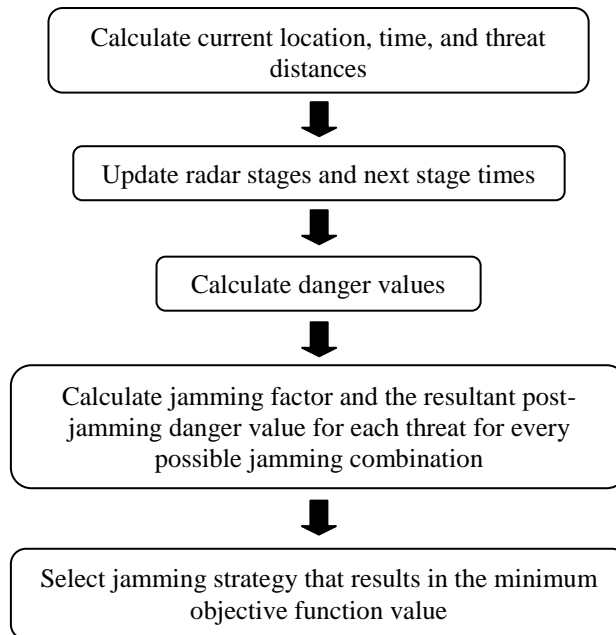 Calculate current location, time, and threat
distances
Update radar stages and next stage times
Calculate danger values
Calculate jamming factor and the resultant post-
jamming danger value for each threat for every
possible jamming combination
Select jamming strategy that results in the minimum
objective function value